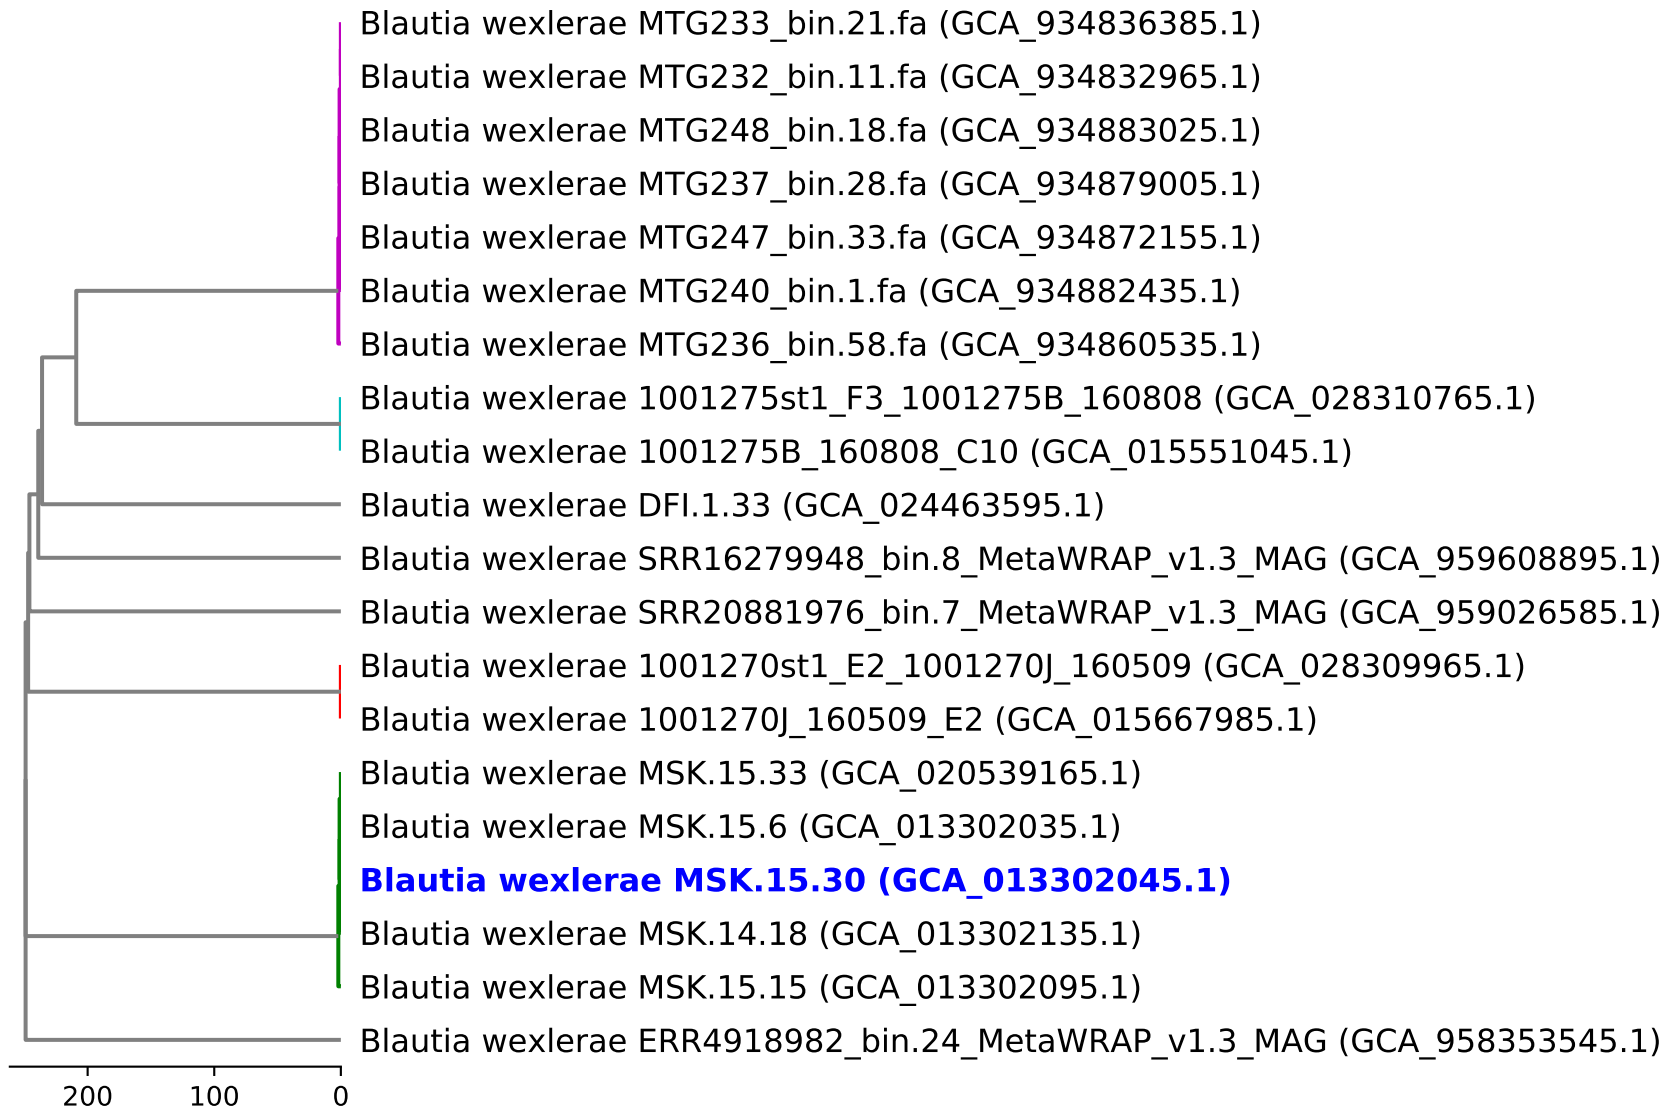 Blautia wexlerae MTG233_bin.21.fa (GCA_934836385.1)
Blautia wexlerae MTG232_bin.11.fa (GCA_934832965.1)
Blautia wexlerae MTG248_bin.18.fa (GCA_934883025.1)
Blautia wexlerae MTG237_bin.28.fa (GCA_934879005.1)
Blautia wexlerae MTG247_bin.33.fa (GCA_934872155.1)
Blautia wexlerae MTG240_bin.1.fa (GCA_934882435.1)
Blautia wexlerae MTG236_bin.58.fa (GCA_934860535.1)
Blautia wexlerae 1001275st1_F3_1001275B_160808 (GCA_028310765.1)
Blautia wexlerae 1001275B_160808_C10 (GCA_015551045.1)
Blautia wexlerae DFI.1.33 (GCA_024463595.1)
Blautia wexlerae SRR16279948_bin.8_MetaWRAP_v1.3_MAG (GCA_959608895.1)
Blautia wexlerae SRR20881976_bin.7_MetaWRAP_v1.3_MAG (GCA_959026585.1)
Blautia wexlerae 1001270st1_E2_1001270J_160509 (GCA_028309965.1)
Blautia wexlerae 1001270J_160509_E2 (GCA_015667985.1)
Blautia wexlerae MSK.15.33 (GCA_020539165.1)
Blautia wexlerae MSK.15.6 (GCA_013302035.1)
Blautia wexlerae MSK.15.30 (GCA_013302045.1)
Blautia wexlerae MSK.14.18 (GCA_013302135.1)
Blautia wexlerae MSK.15.15 (GCA_013302095.1)
Blautia wexlerae ERR4918982_bin.24_MetaWRAP_v1.3_MAG (GCA_958353545.1)
200 100 0